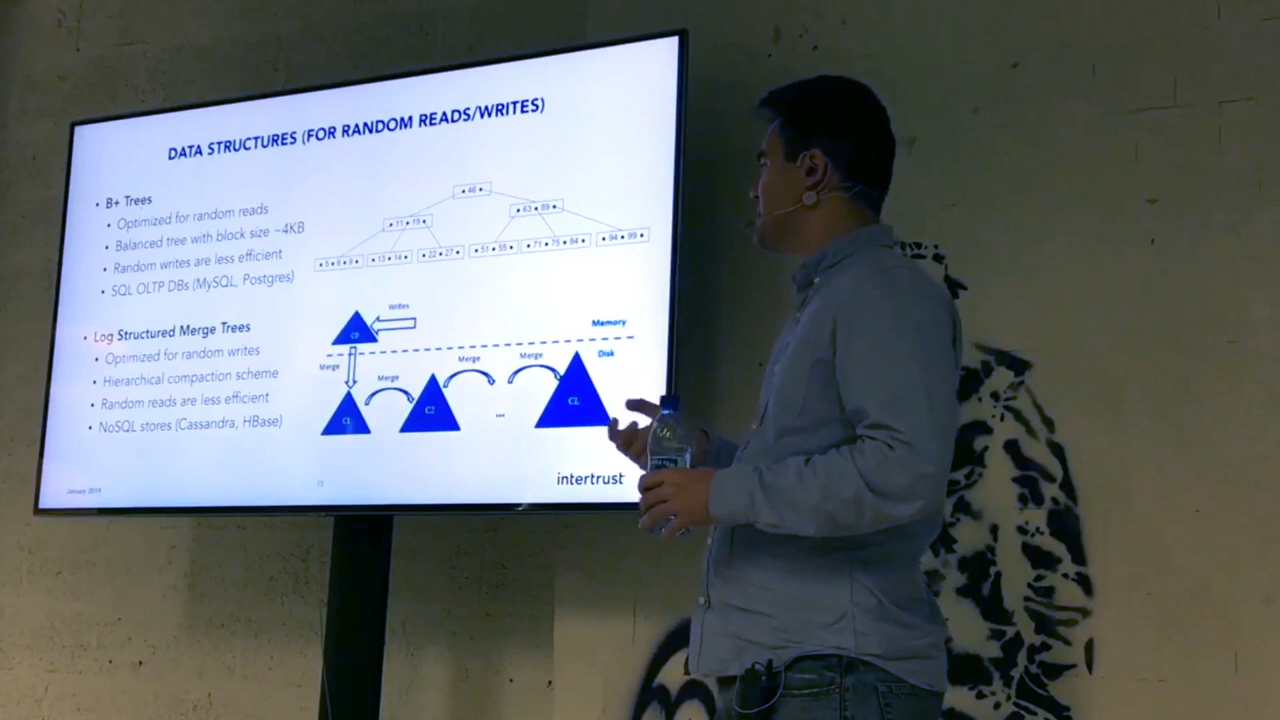 DATA STRUCTURES (FOR RANDOM READS/WRITES)
• B+ Trees
• Optimized for random reads
• Balanced tree with block size ~4KB
• Random writes are less efficient
• SQL OLTP DBs (MySQL, Postgres)
• 46 •
• 11 • 19 •
• 63 • 89 •
• 5 • 6 • 9 •
• 13 • 14 •
• 22 • 27 •
• 51 • 55 •
• 71 • 75 • 84 •
• 94 • 99 •
• Log Structured Merge Trees
• Optimized for random writes
• Hierarchical compaction scheme
• Random reads are less efficient
• NoSQL stores (Cassandra, HBase)
Writes
C0
Memory
Disk
Merge
Merge
Merge
Merge
C1
C2
...
CL
January 2019
13
intertrust